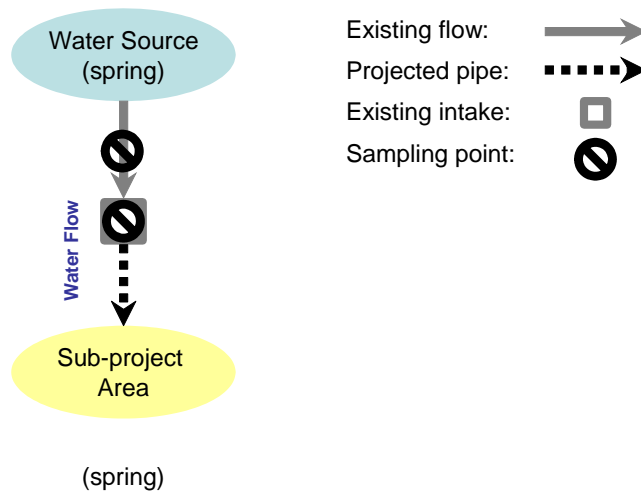 Water Source
(spring)
Existing flow:
Projected pipe:
Existing intake:
Sampling point:
Water Flow
Sub-project
Area
(spring)